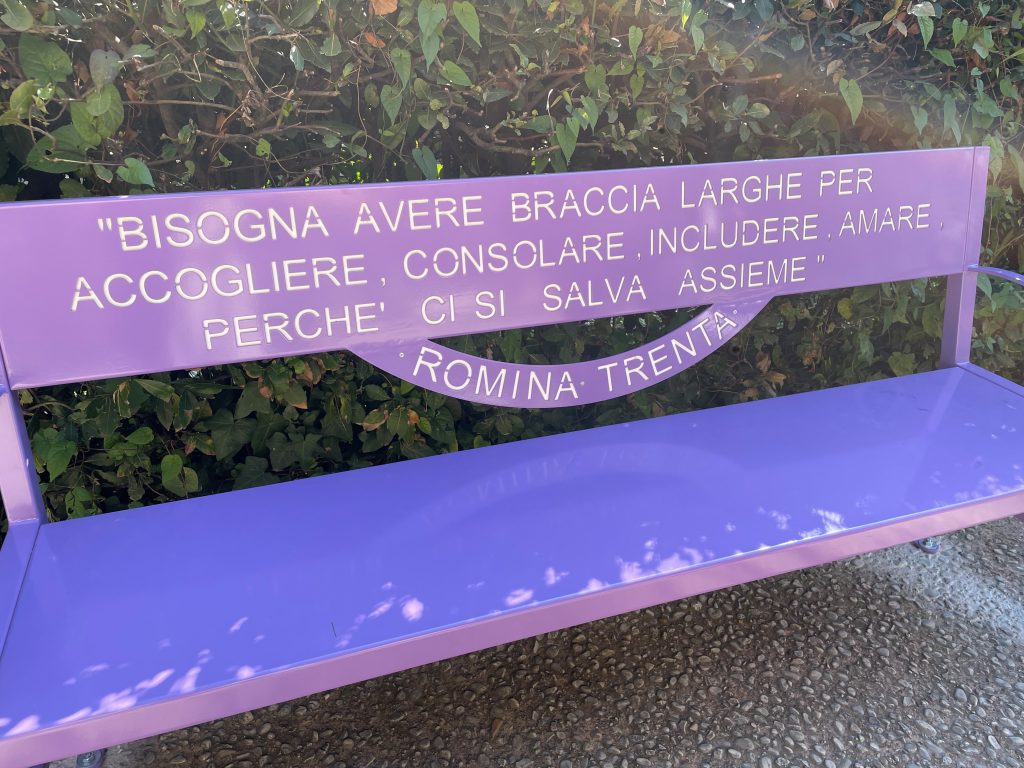 "BISOGNA AVERE BRACCIA LARGHE PER
ACCOGLIERE, CONSOLARE, INCLUDERE, AMARE,
PERCHE' CI SI SALVA ASSIEME"
° ROMINA TRENTA °